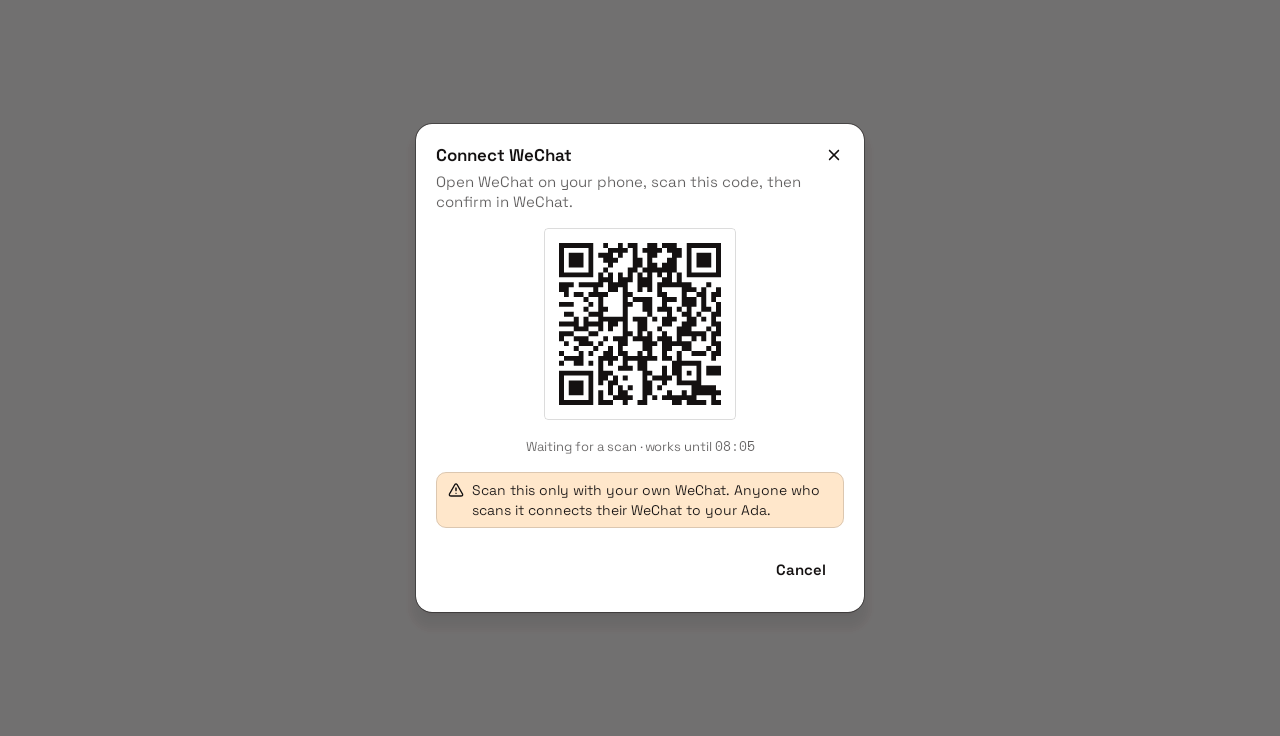 Connect WeChat
Open WeChat on your phone, scan this code, then
confirm in WeChat.
Waiting for a scan · works until 08:05
Scan this only with your own WeChat. Anyone who
scans it connects their WeChat to your Ada.
Cancel